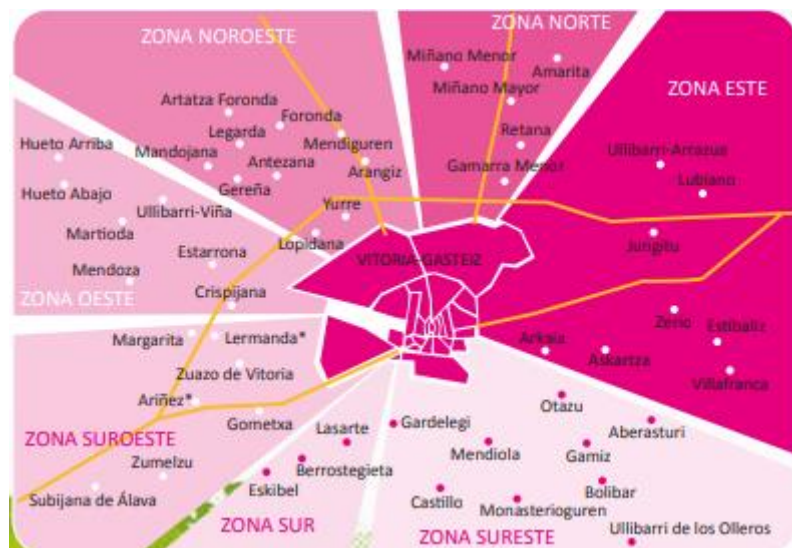 ZONA NOROESTE
ZONA NORTE
ZONA ESTE
Miñano Menor
Amarita
Miñano Mayor
Artatza Foronda
Foronda
Legarda
Mendiguren
Retana
Hueto Arriba
Mandojana
Antezana
Arangiz
Gamarra Menor
Ullibarri-Arrazua
Lubiano
Hueto Abajo
Gereña
Ullibarri-Viña
Yurre
Martioda
Estarrona
Lopidana
Jungitu
Mendoza
VITORIA-GASTEIZ
ZONA OESTE
Crispijana
Margarita
Lermanda*
Zerio
Estibaliz
Arkaia
Askartza
Zuazo de Vitoria
Villafranca
Ariñez*
Otazu
Gometxa
Gardelegi
Aberasturi
ZONA SUROESTE
Lasarte
Mendiola
Gamiz
Zumelzu
Berrostegieta
Eskibel
Bolibar
Subijana de Álava
Castillo
Monasterioguren
ZONA SUR
ZONA SURESTE
Ullibarri de los Olleros